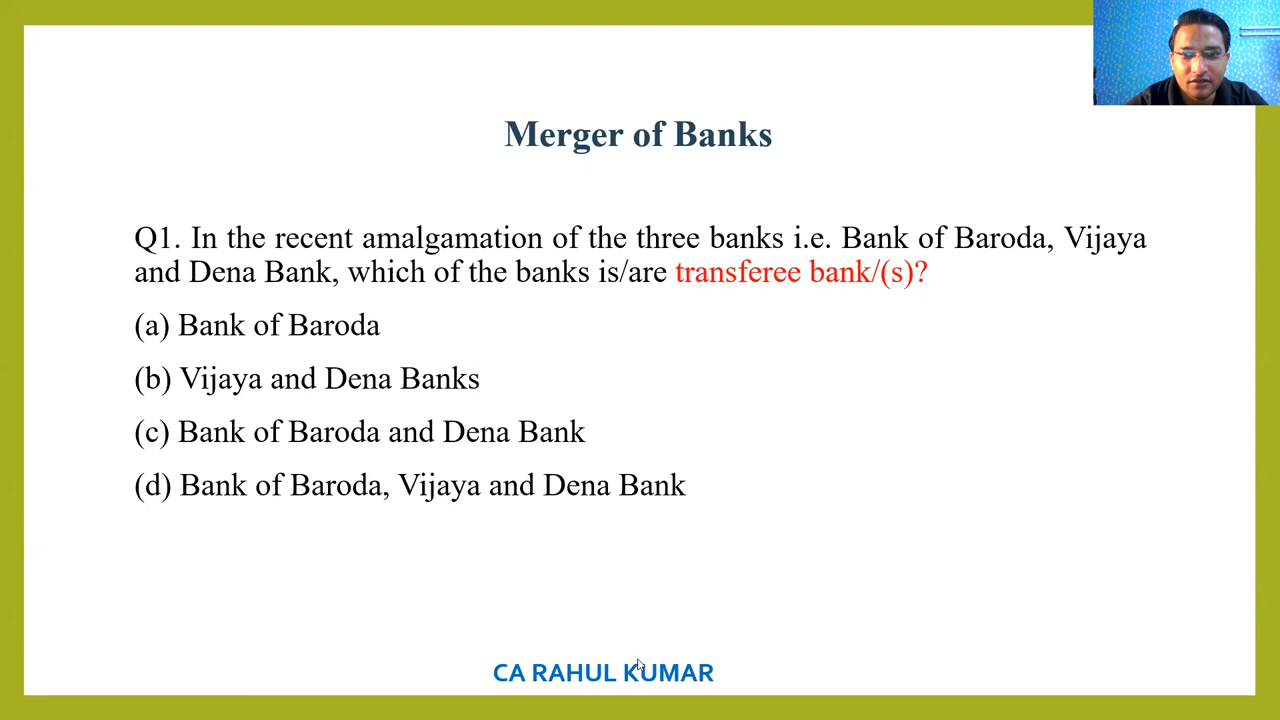 Merger of Banks
Q1. In the recent amalgamation of the three banks i.e. Bank of Baroda, Vijaya
and Dena Bank, which of the banks is/are transferee bank/(s)?
(a) Bank of Baroda
(b) Vijaya and Dena Banks
(c) Bank of Baroda and Dena Bank
(d) Bank of Baroda, Vijaya and Dena Bank
CA RAHUL KUMAR